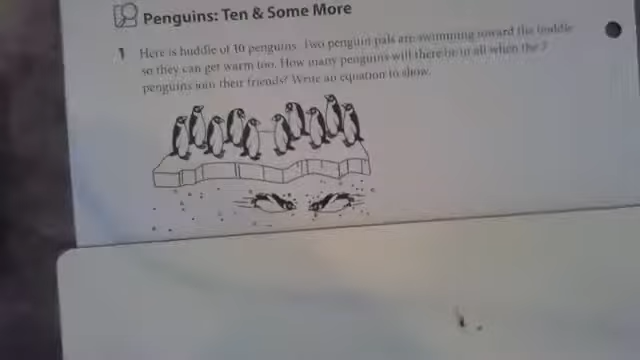 Penguins: Ten & Some More
1 Here is huddle of 10 penguins. Two penguin pals are swimming toward the huddle
so they can get warm too. How many penguins will there be in all when the 2
penguins join their friends? Write an equation to show.